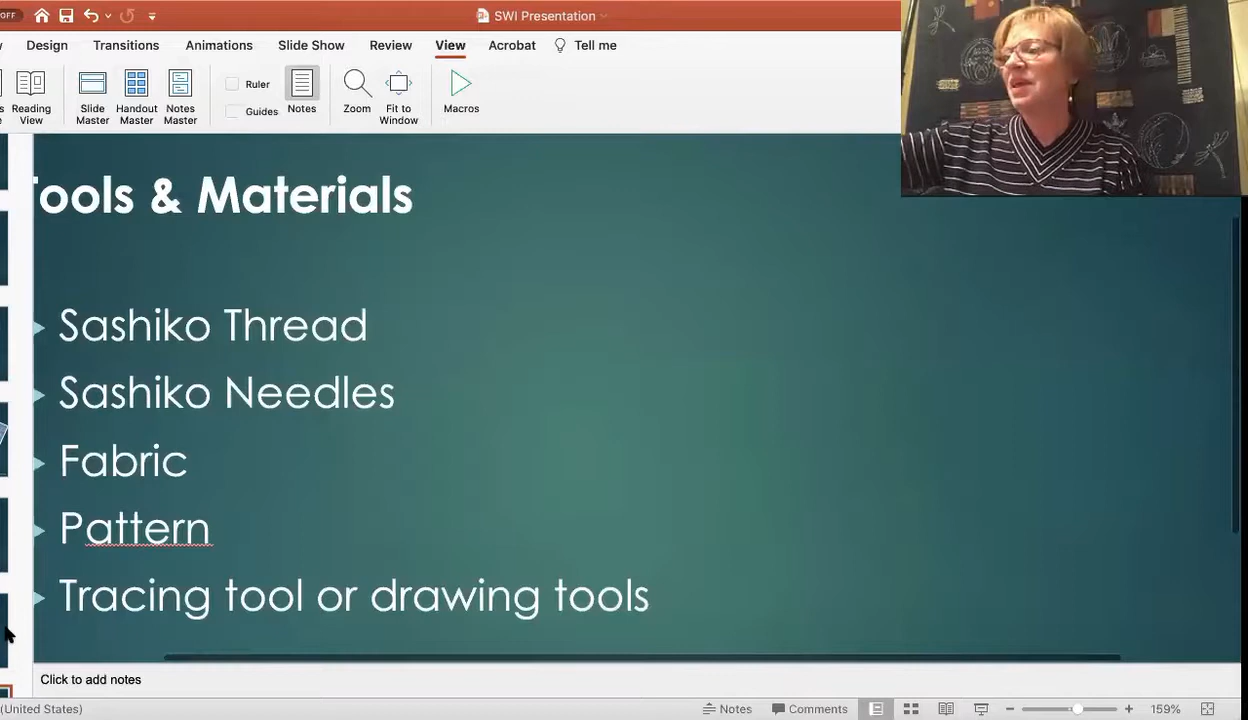 OFF
SWI Presentation
Design Transitions Animations Slide Show Review View Acrobat Tell me
Reading View
Slide Master
Handout Master
Notes Master
Ruler
Guides
Notes
Zoom
Fit to Window
Macros
ools & Materials
Sashiko Thread
Sashiko Needles
Fabric
Pattern
Tracing tool or drawing tools
Click to add notes
(United States)
Notes
Comments
159%